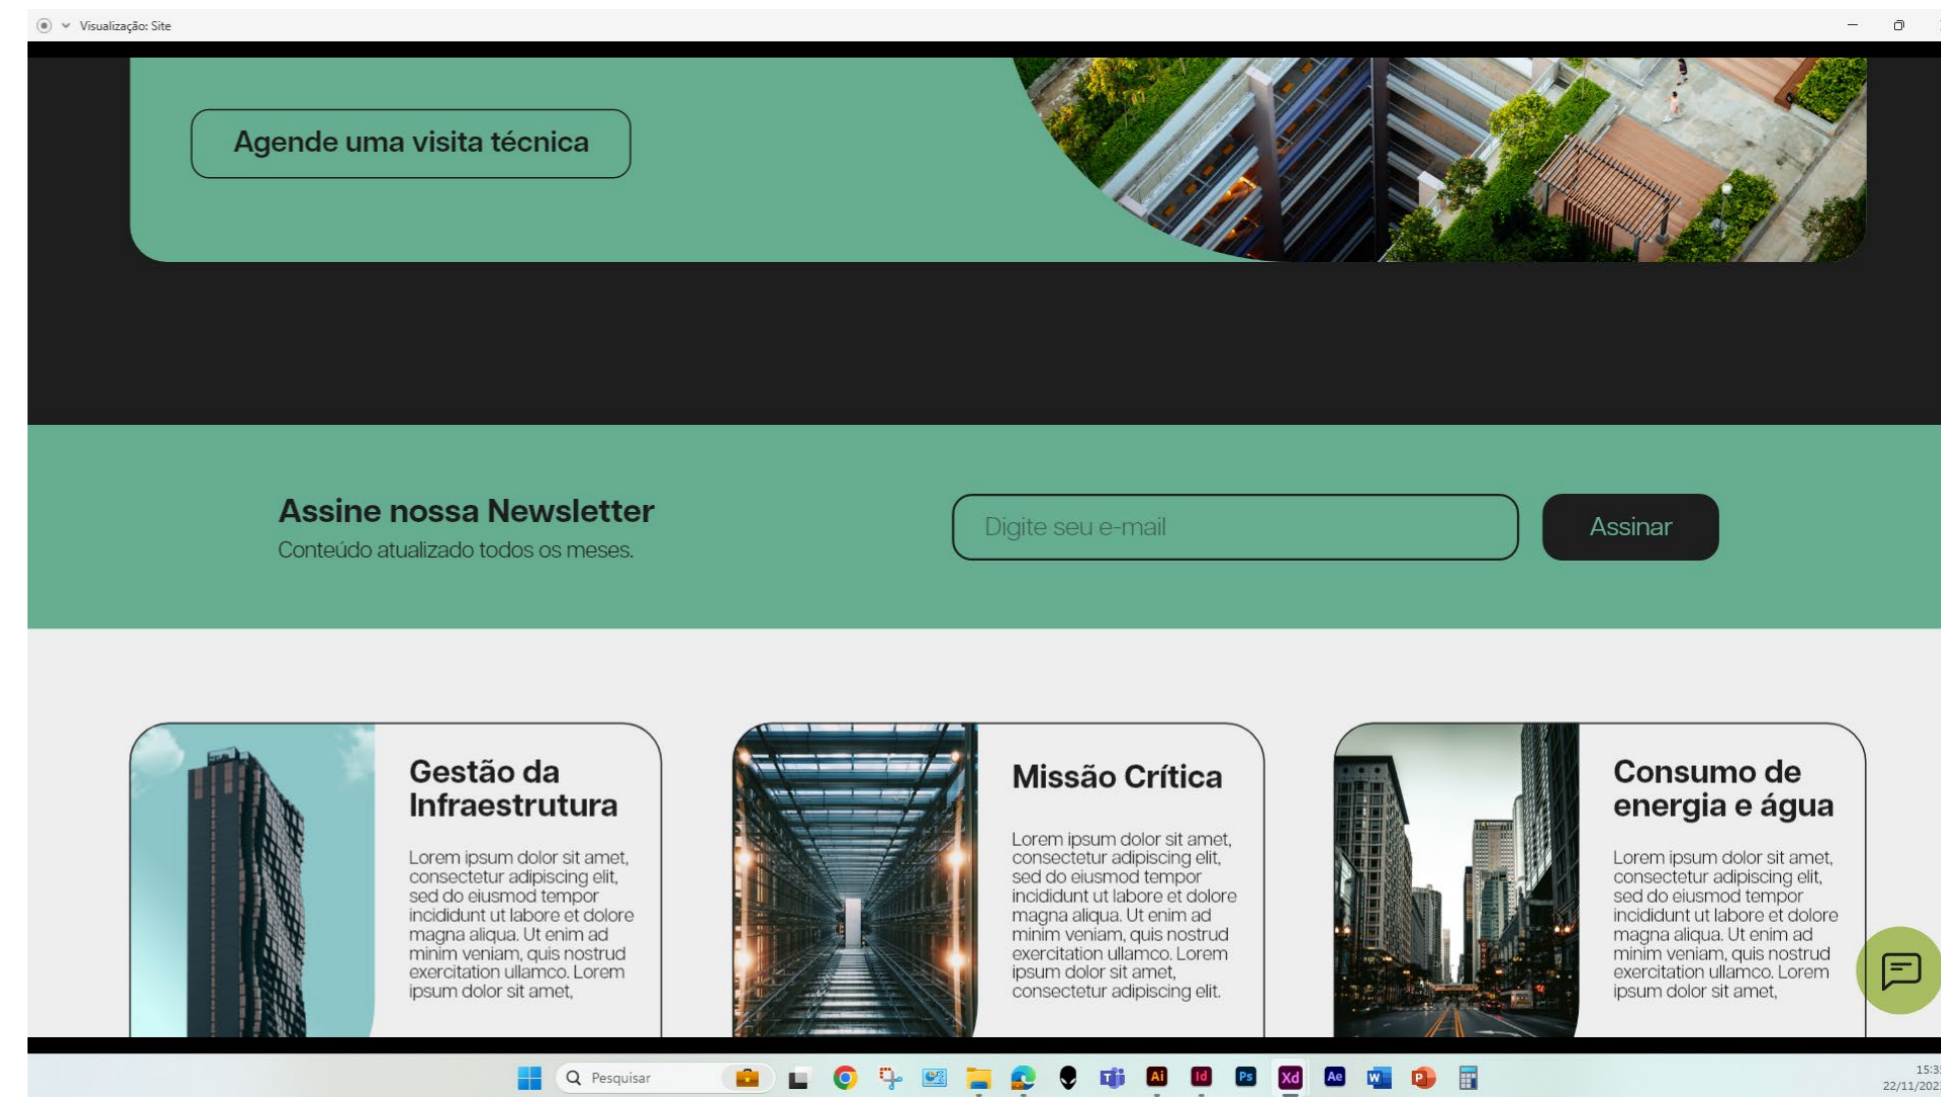 Visualização: Site
Agende uma visita técnica
Assine nossa Newsletter
Conteúdo atualizado todos os meses.
Digite seu e-mail
Assinar
Gestão da
Infraestrutura
Lorem ipsum dolor sit amet,
consectetur adipiscing elit,
sed do eiusmod tempor
incididunt ut labore et dolore
magna aliqua. Ut enim ad
minim veniam, quis nostrud
exercitation ullamco. Lorem
ipsum dolor sit amet,
Missão Crítica
Lorem ipsum dolor sit amet,
consectetur adipiscing elit,
sed do eiusmod tempor
incididunt ut labore et dolore
magna aliqua. Ut enim ad
minim veniam, quis nostrud
exercitation ullamco. Lorem
ipsum dolor sit amet,
consectetur adipiscing elit.
Consumo de
energia e água
Lorem ipsum dolor sit amet,
consectetur adipiscing elit,
sed do eiusmod tempor
incididunt ut labore et dolore
magna aliqua. Ut enim ad
minim veniam, quis nostrud
exercitation ullamco. Lorem
ipsum dolor sit amet,
Pesquisar
Ai
Id
Ps
Xd
Ae
W
P